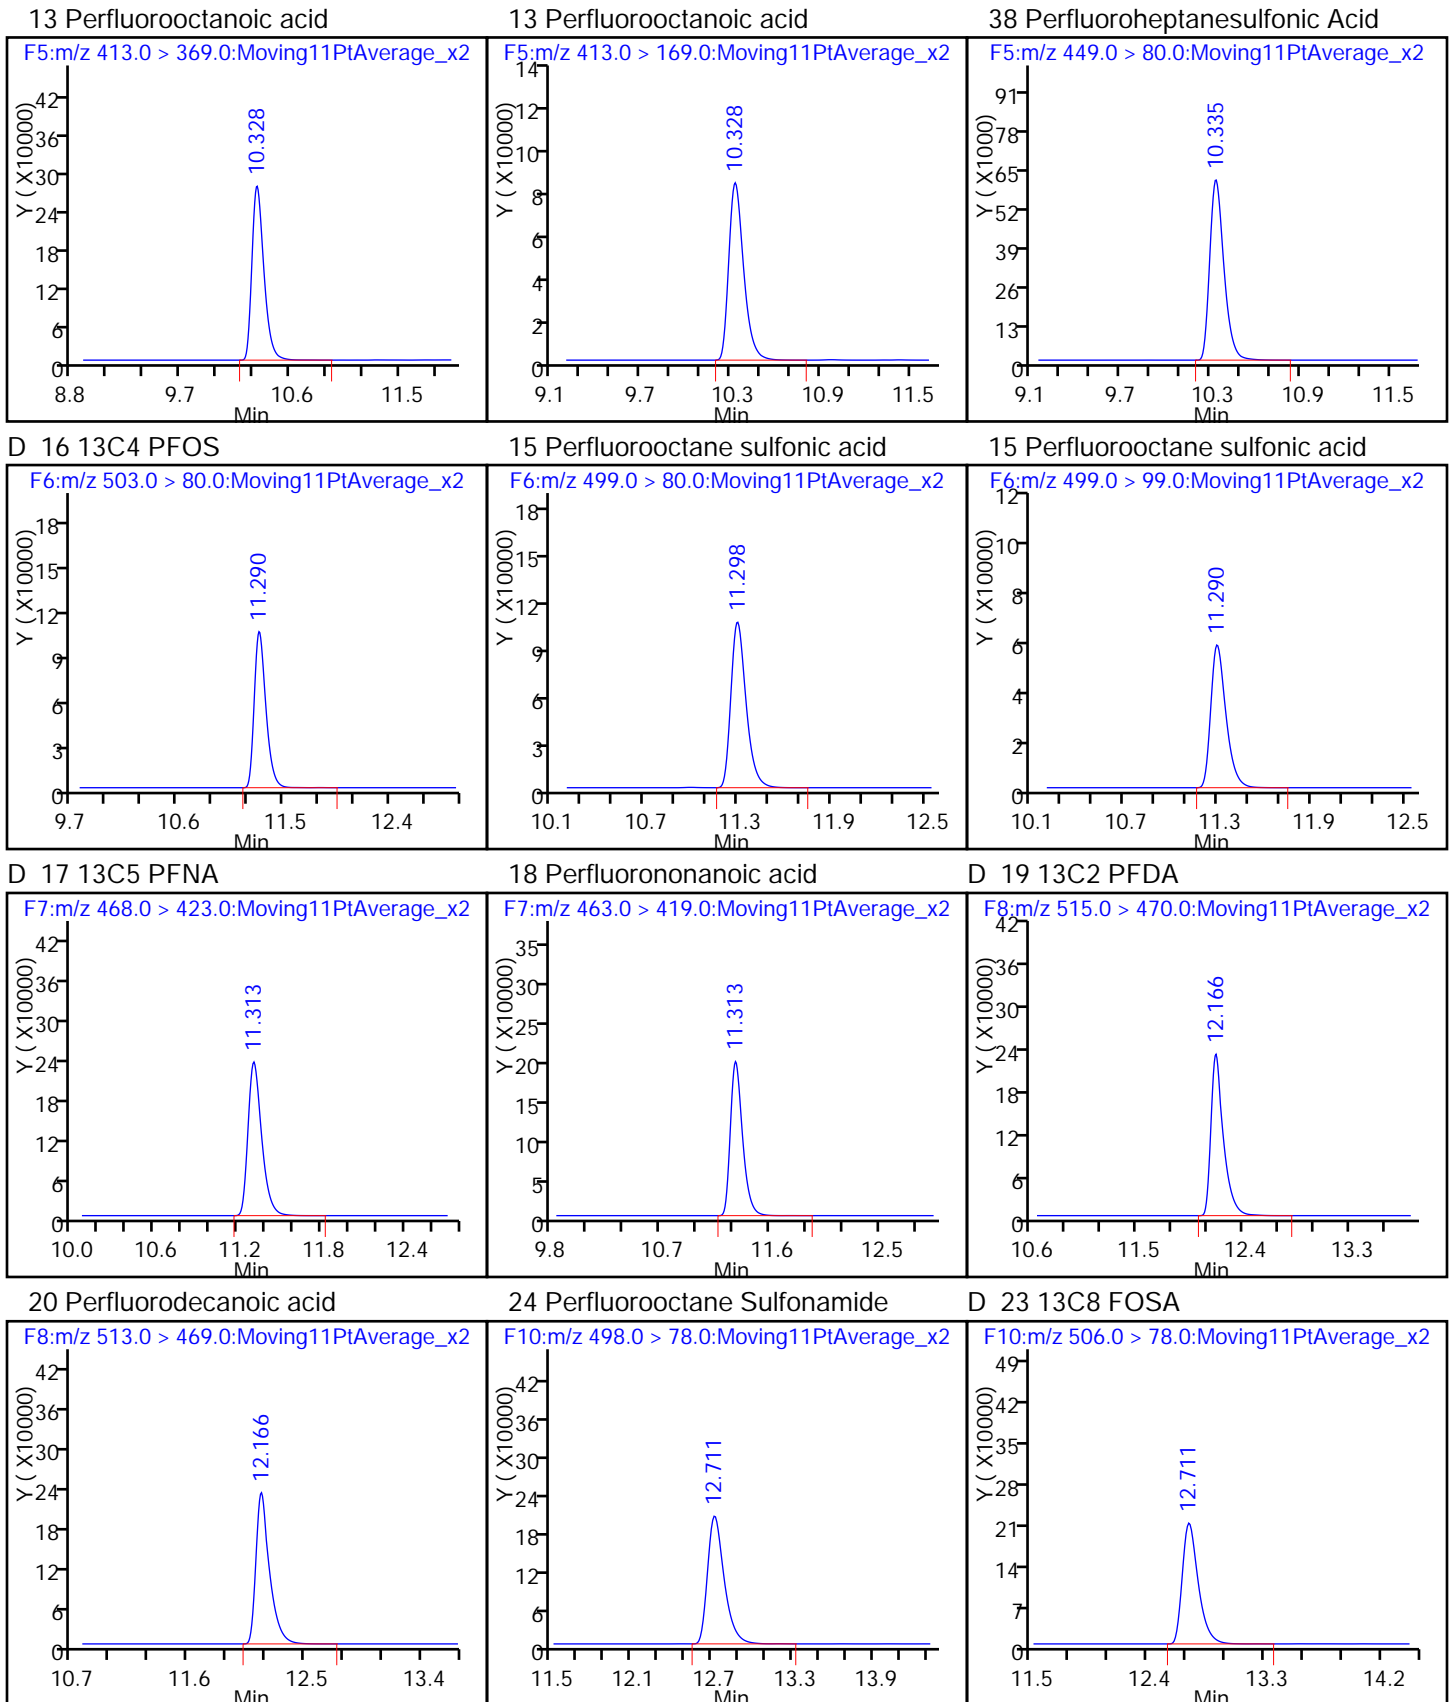 13 Perfluorooctanoic acid
F5:m/z 413.0 > 369.0:Moving11PtAverage_x2
Y ( X10000)
42
36
30
24
18
12
6
0
10.328
8.8 9.7 10.6 11.5
Min
13 Perfluorooctanoic acid
F5:m/z 413.0 > 169.0:Moving11PtAverage_x2
Y ( X10000)
14
12
10
8
6
4
2
0
10.328
9.1 9.7 10.3 10.9 11.5
Min
38 Perfluoroheptanesulfonic Acid
F5:m/z 449.0 > 80.0:Moving11PtAverage_x2
Y ( X1000)
91
78
65
52
39
26
13
0
10.335
9.1 9.7 10.3 10.9 11.5
Min
D 16 13C4 PFOS
F6:m/z 503.0 > 80.0:Moving11PtAverage_x2
Y ( X10000)
18
15
12
9
6
3
0
11.290
9.7 10.6 11.5 12.4
Min
15 Perfluorooctane sulfonic acid
F6:m/z 499.0 > 80.0:Moving11PtAverage_x2
Y ( X10000)
18
15
12
9
6
3
0
11.298
10.1 10.7 11.3 11.9 12.5
Min
15 Perfluorooctane sulfonic acid
F6:m/z 499.0 > 99.0:Moving11PtAverage_x2
Y ( X10000)
12
10
8
6
4
2
0
11.290
10.1 10.7 11.3 11.9 12.5
Min
D 17 13C5 PFNA
F7:m/z 468.0 > 423.0:Moving11PtAverage_x2
Y ( X10000)
42
36
30
24
18
12
6
0
11.313
10.0 10.6 11.2 11.8 12.4
Min
18 Perfluorononanoic acid
F7:m/z 463.0 > 419.0:Moving11PtAverage_x2
Y ( X10000)
35
30
25
20
15
10
5
0
11.313
9.8 10.7 11.6 12.5
Min
D 19 13C2 PFDA
F8:m/z 515.0 > 470.0:Moving11PtAverage_x2
Y ( X10000)
42
36
30
24
18
12
6
0
12.166
10.6 11.5 12.4 13.3
Min
20 Perfluorodecanoic acid
F8:m/z 513.0 > 469.0:Moving11PtAverage_x2
Y ( X10000)
42
36
30
24
18
12
6
0
12.166
10.7 11.6 12.5 13.4
Min
24 Perfluorooctane Sulfonamide
F10:m/z 498.0 > 78.0:Moving11PtAverage_x2
Y ( X10000)
42
36
30
24
18
12
6
0
12.711
11.5 12.1 12.7 13.3 13.9
Min
D 23 13C8 FOSA
F10:m/z 506.0 > 78.0:Moving11PtAverage_x2
Y ( X10000)
49
42
35
28
21
14
7
0
12.711
11.5 12.4 13.3 14.2
Min